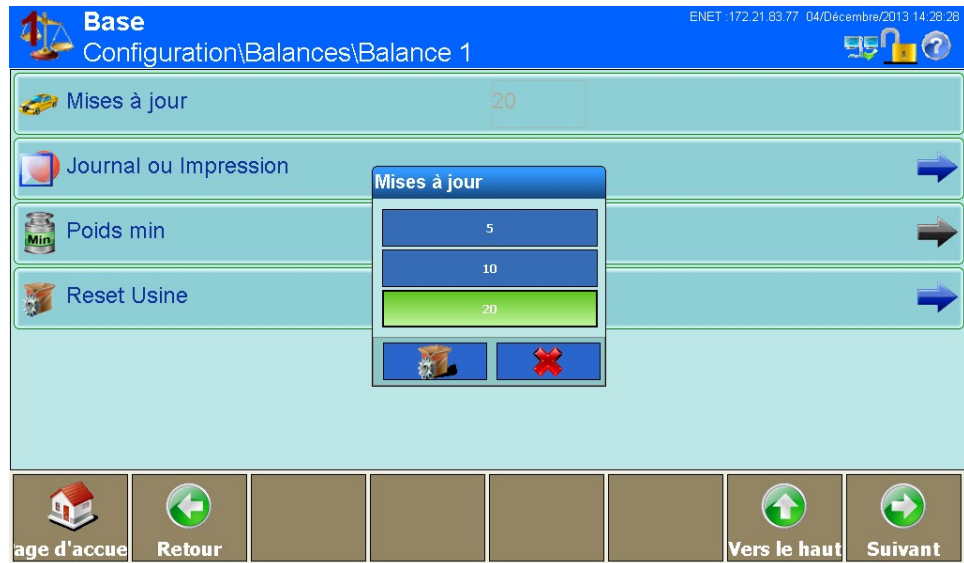 Base
ENET :172.21.83.77 04/Décembre/2013 14:28:28
Configuration\Balances\Balance 1
Mises à jour
20
Journal ou Impression
Mises à jour
5
Poids min
Min
10
Reset Usine
20
age d'accue
Retour
Vers le haut
Suivant